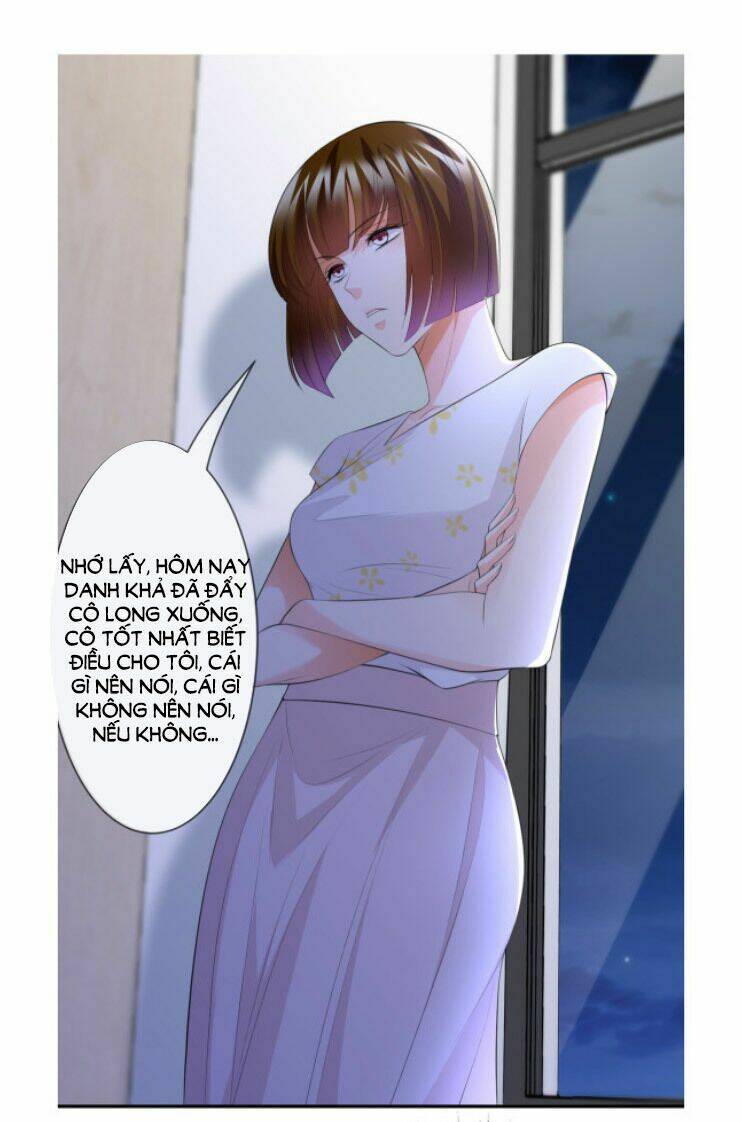 NHỚ LẤY, HÔM NAY
DANH KHẢ ĐÃ ĐẨY
CÔ LONG XUỐNG,
CÔ TỐT NHẤT BIẾT
ĐIỀU CHO TÔI, CÁI
GÌ NÊN NÓI, CÁI GÌ
KHÔNG NÊN NÓI,
NẾU KHÔNG...